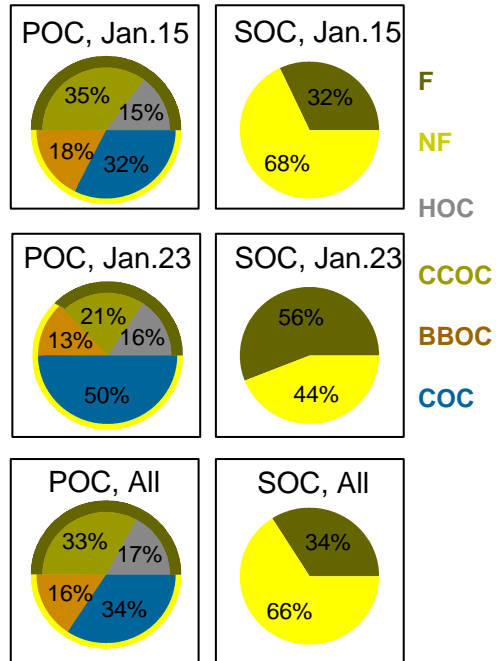 POC, Jan.15
35%
15%
18%
32%
SOC, Jan.15
32%
68%
POC, Jan.23
21%
16%
13%
50%
SOC, Jan.23
56%
44%
POC, All
33%
17%
16%
34%
SOC, All
34%
66%
F
NF
HOC
CCOC
BBOC
COC